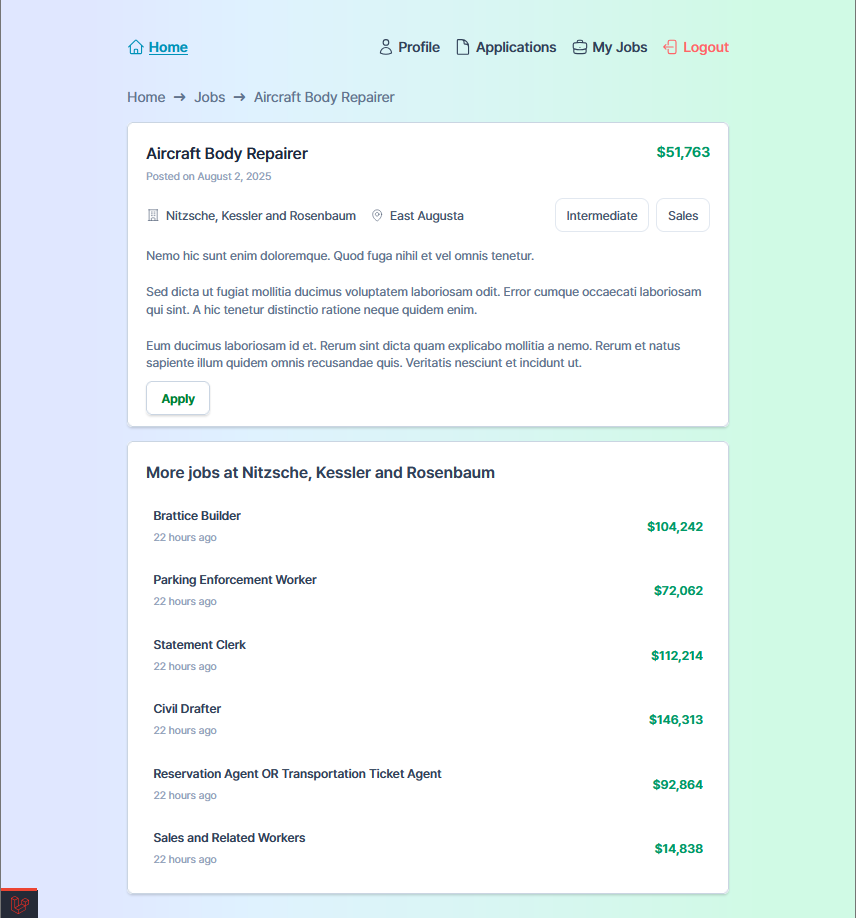 Home Profile Applications My Jobs Logout
Home → Jobs → Aircraft Body Repairer
Aircraft Body Repairer $51,763
Posted on August 2, 2025
Nitzsche, Kessler and Rosenbaum East Augusta Intermediate Sales
Nemo hic sunt enim doloremque. Quod fuga nihil et vel omnis tenetur.
Sed dicta ut fugiat mollitia ducimus voluptatem laboriosam odit. Error cumque occaecati laboriosam
qui sint. A hic tenetur distinctio ratione neque quidem enim.
Eum ducimus laboriosam id et. Rerum sint dicta quam explicabo mollitia a nemo. Rerum et natus
sapiente illum quidem omnis recusandae quis. Veritatis nesciunt et incidunt ut.
Apply
More jobs at Nitzsche, Kessler and Rosenbaum
Brattice Builder
22 hours ago
$104,242
Parking Enforcement Worker
22 hours ago
$72,062
Statement Clerk
22 hours ago
$112,214
Civil Drafter
22 hours ago
$146,313
Reservation Agent OR Transportation Ticket Agent
22 hours ago
$92,864
Sales and Related Workers
22 hours ago
$14,838